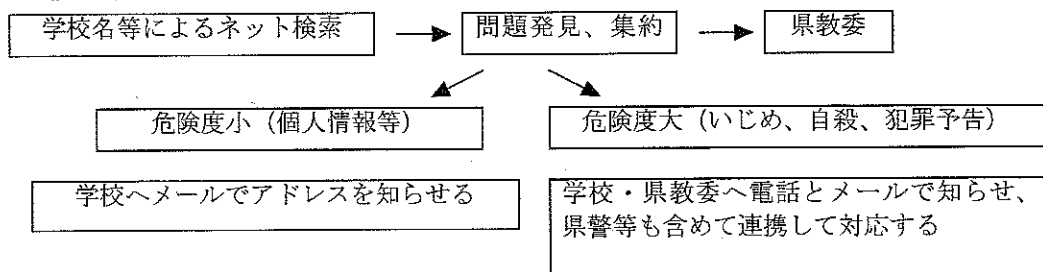 学校名等によるネット検索
問題発見、集約
県教委
危険度小（個人情報等）
危険度大（いじめ、自殺、犯罪予告）
学校へメールでアドレスを知らせる
学校・県教委へ電話とメールで知らせ、
県警等も含めて連携して対応する